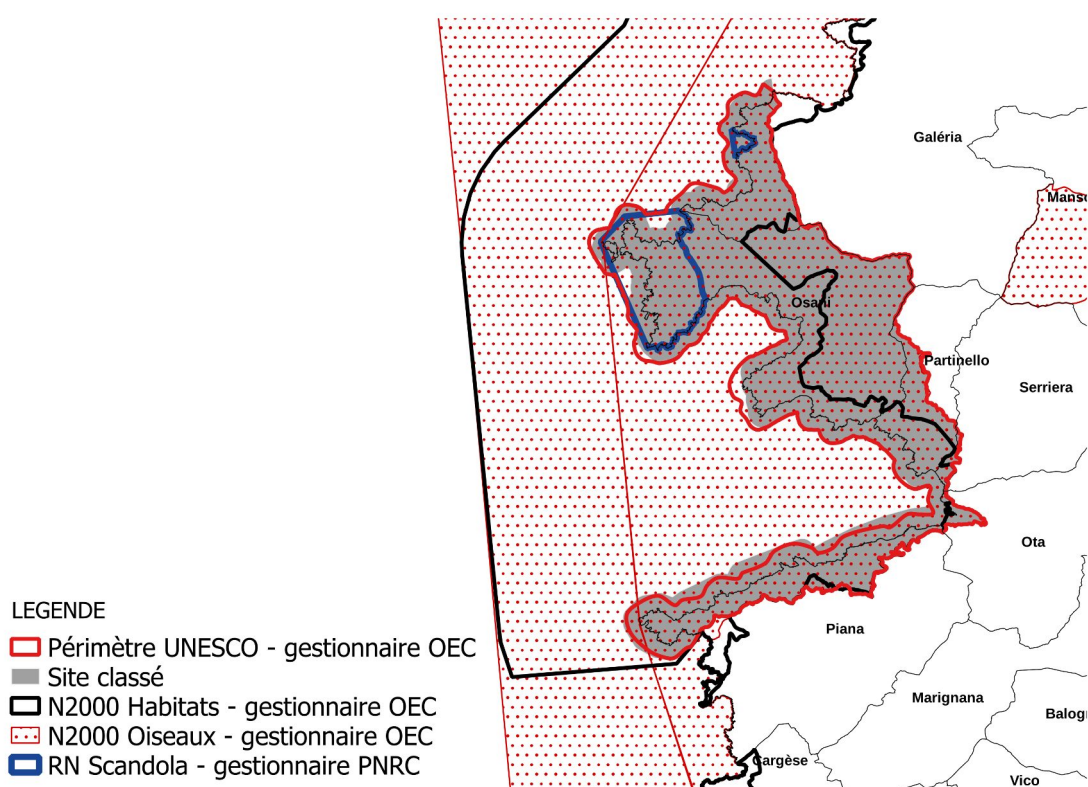 Galéria
Osani
Partinello
Serriera
Ota
Piana
Marignana
Cargèse
Vico
LEGENDE
Périmètre UNESCO - gestionnaire OEC
Site classé
N2000 Habitats - gestionnaire OEC
N2000 Oiseaux - gestionnaire OEC
RN Scandola - gestionnaire PNRC